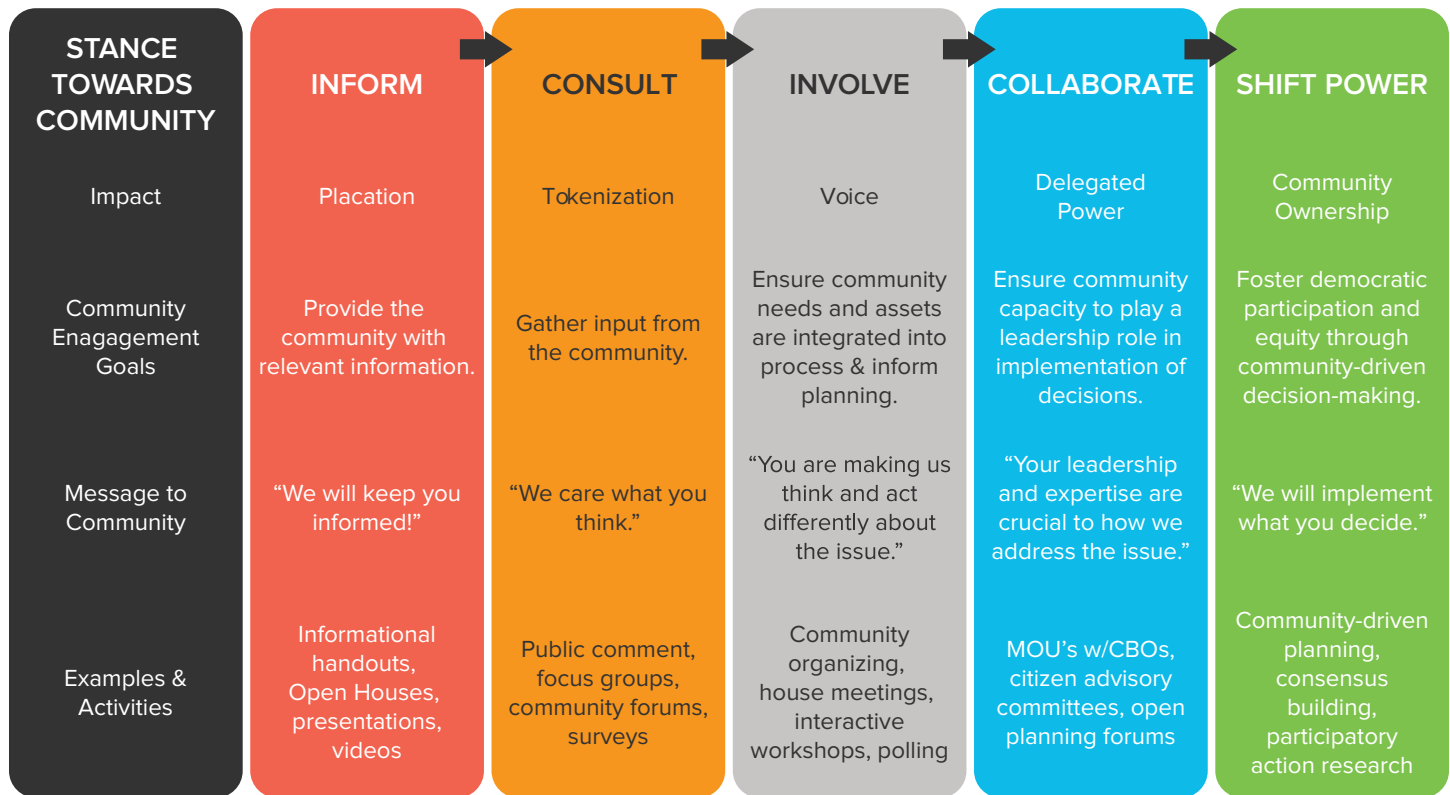 STANCE
TOWARDS
COMMUNITY
Impact
Community
Enagagement
Goals
Message to
Community
Examples &
Activities
INFORM
Placation
Provide the
community with
relevant information.
“We will keep you
informed!”
Informational
handouts,
Open Houses,
presentations,
videos
CONSULT
Tokenization
Gather input from
the community.
“We care what you
think.”
Public comment,
focus groups,
community forums,
surveys
INVOLVE
Voice
Ensure community
needs and assets
are integrated into
process & inform
planning.
“You are making us
think and act
differently about
the issue.”
Community
organizing,
house meetings,
interactive
workshops, polling
COLLABORATE
Delegated
Power
Ensure community
capacity to play a
leadership role in
implementation of
decisions.
“Your leadership
and expertise are
crucial to how we
address the issue.”
MOU’s w/CBOs,
citizen advisory
committees, open
planning forums
SHIFT POWER
Community
Ownership
Foster democratic
participation and
equity through
community-driven
decision-making.
“We will implement
what you decide.”
Community-driven
planning,
consensus
building,
participatory
action research